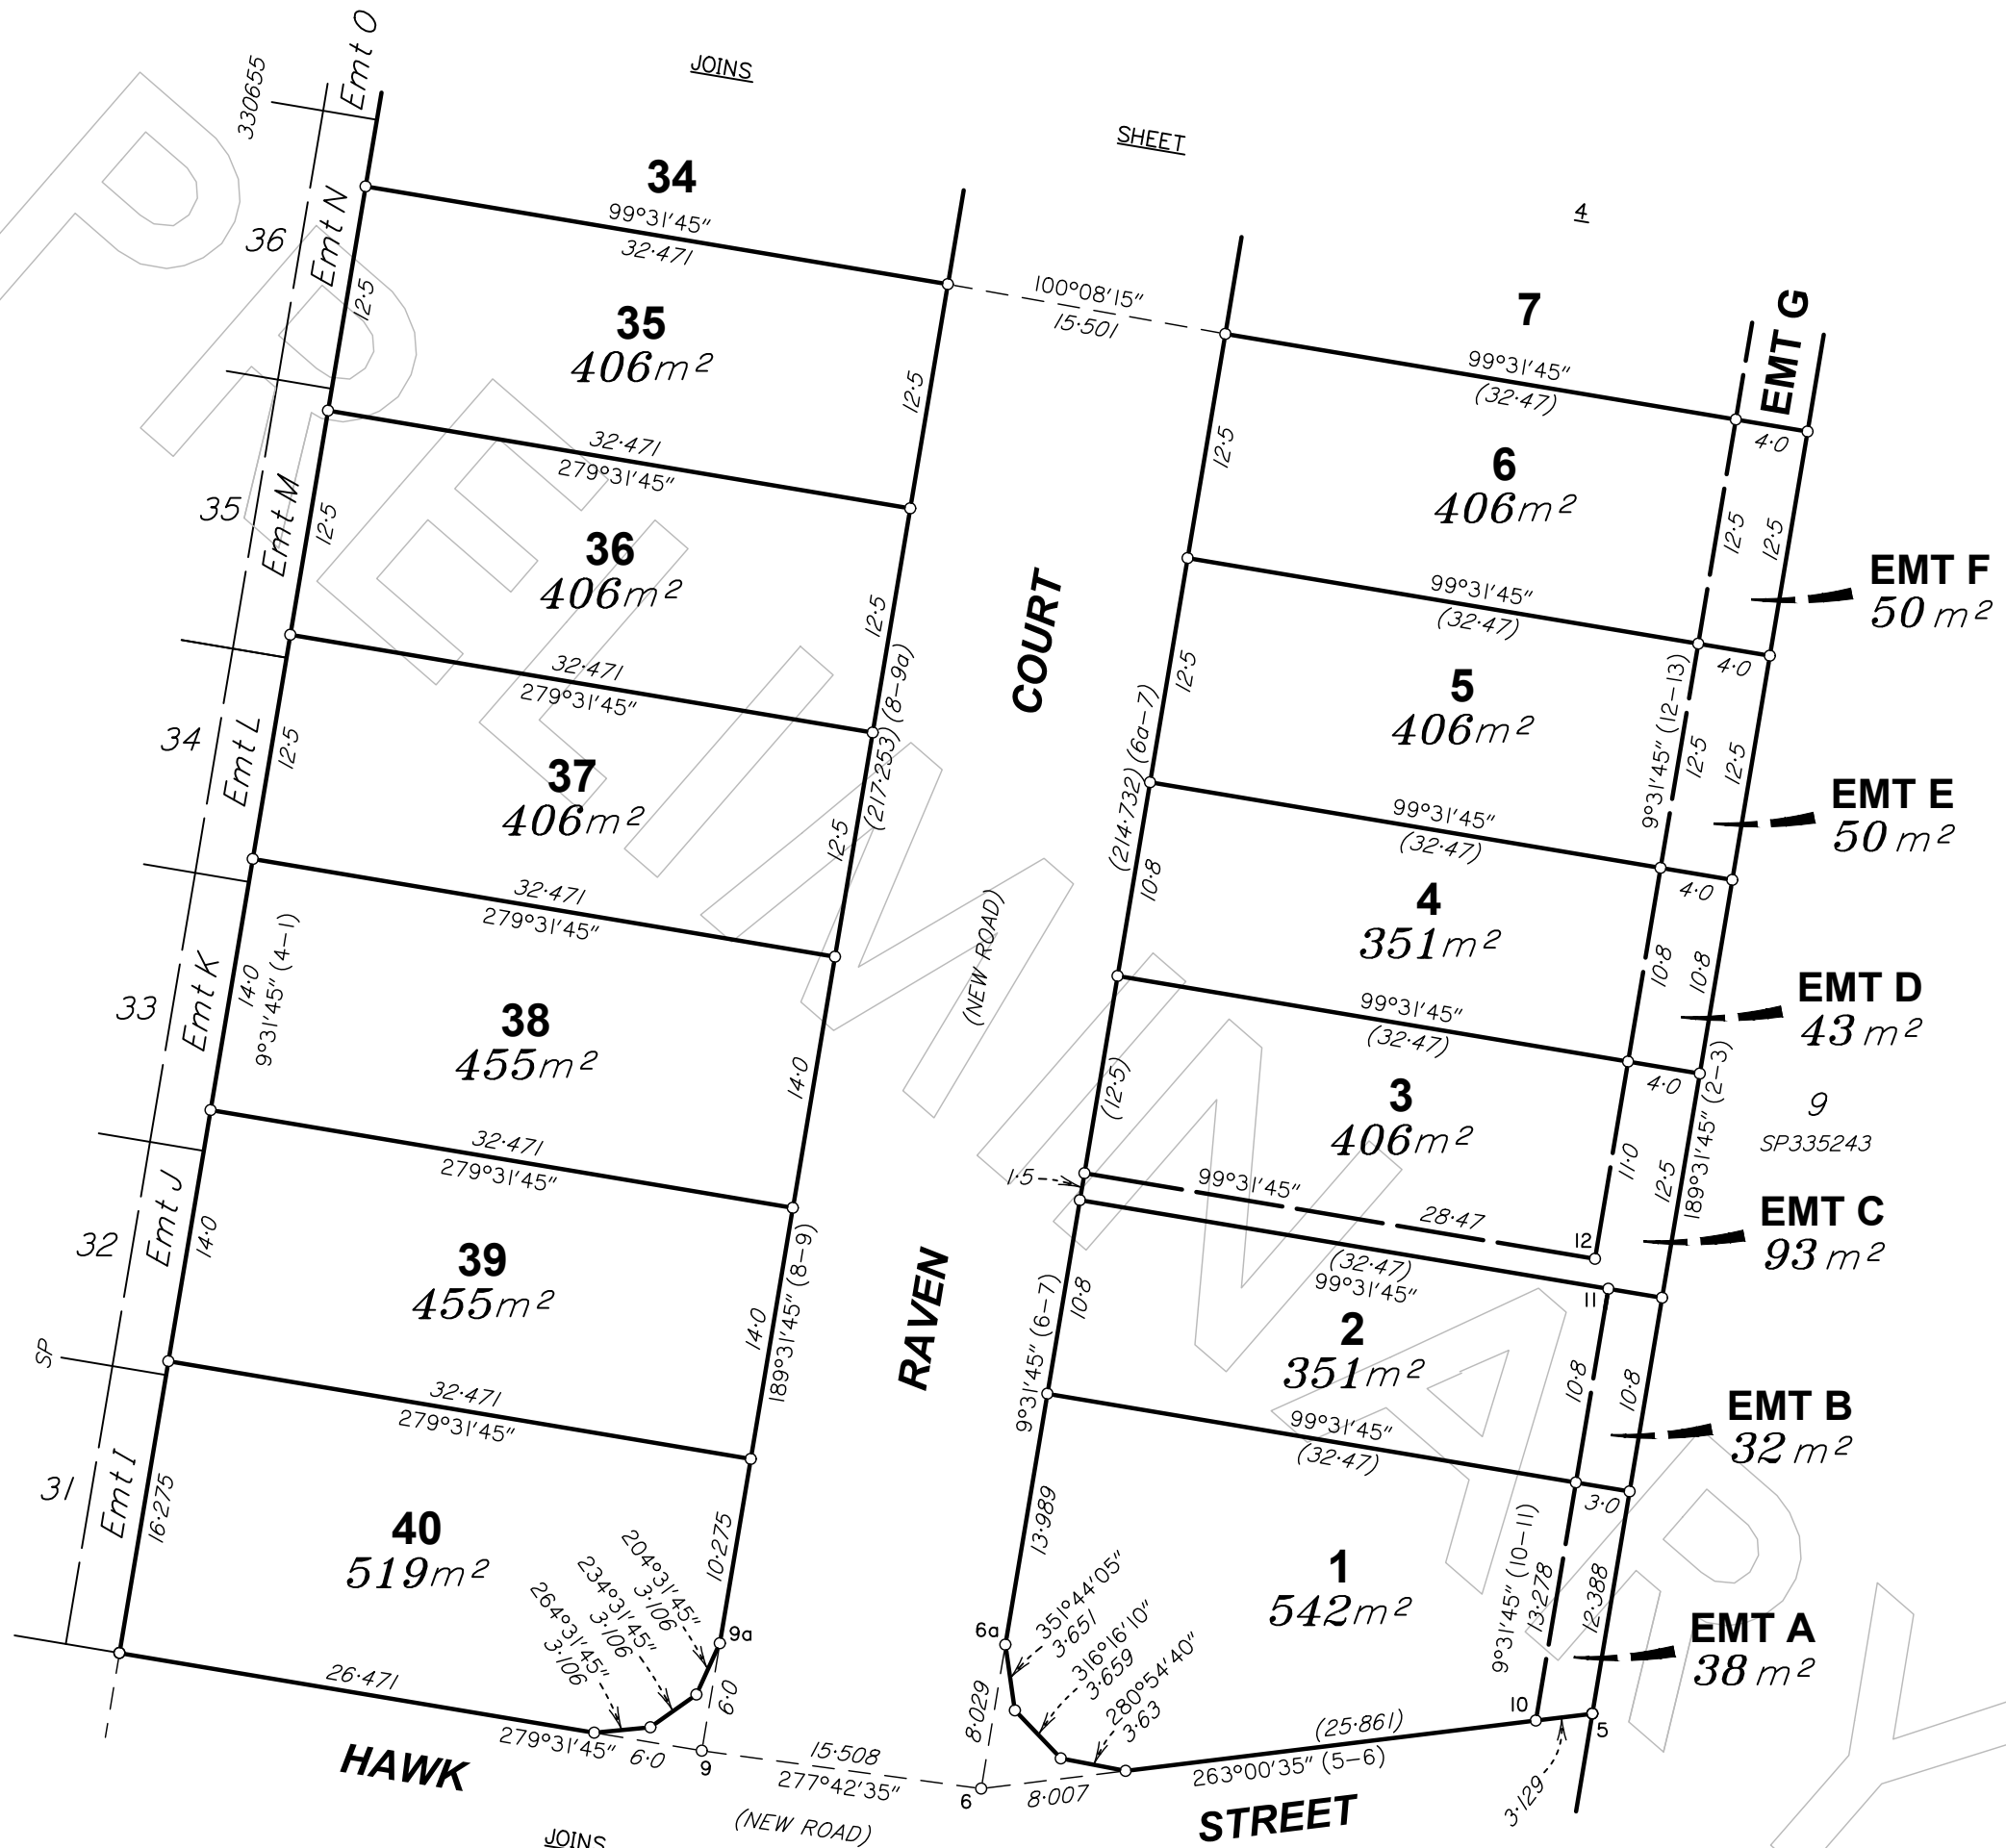 Emt O
330655
JOINS
SHEET
4
34
99°31'45"
32·471
36
Emt N
12·5
35
406m²
12·5
100°08'15"
15·501
7
99°31'45"
(32·47)
EMT G
4·0
32·471
279°31'45"
35
Emt M
12·5
36
406m²
12·5
12·5
6
406m²
12·5
12·5
EMT F
50 m²
99°31'45"
(32·47)
4·0
32·471
279°31'45"
(217·253) (8-9a)
COURT
34
Emt L
12·5
37
406m²
12·5
12·5
(214·732) (6a-7)
5
406m²
9°31'45" (12-13)
12·5
12·5
EMT E
50 m²
99°31'45"
(32·47)
4·0
32·471
279°31'45"
33
Emt K
14·0
9°31'45" (4-1)
38
455m²
14·0
(NEW ROAD)
10·8
4
351m²
10·8
10·8
EMT D
43 m²
99°31'45"
(32·47)
4·0
32·471
279°31'45"
32
Emt J
14·0
39
455m²
14·0
189°31'45" (8-9)
RAVEN
(12·5)
3
406m²
11·0
12·5
189°31'45" (2-3)
9
SP335243
1·5
99°31'45"
28·47
12
EMT C
93 m²
(32·47)
99°31'45"
11
SP
32·471
279°31'45"
9°31'45" (6-7)
10·8
2
351m²
10·8
10·8
EMT B
32 m²
99°31'45"
(32·47)
3·0
31
Emt I
16·275
40
519m²
10·275
204°31'45"
3·106
234°31'45"
3·106
264°31'45"
3·106
9a
6·0
13·989
6a
351°44'05"
3·651
316°16'10"
3·659
280°54'40"
3·63
8·029
1
542m²
9°31'45" (10-11)
13·278
12·388
EMT A
38 m²
10
5
26·471
279°31'45"
6·0
9
15·508
277°42'35"
6
8·007
(25·861)
263°00'35" (5-6)
3·129
HAWK
STREET
(NEW ROAD)
JOINS
PRELIMINARY